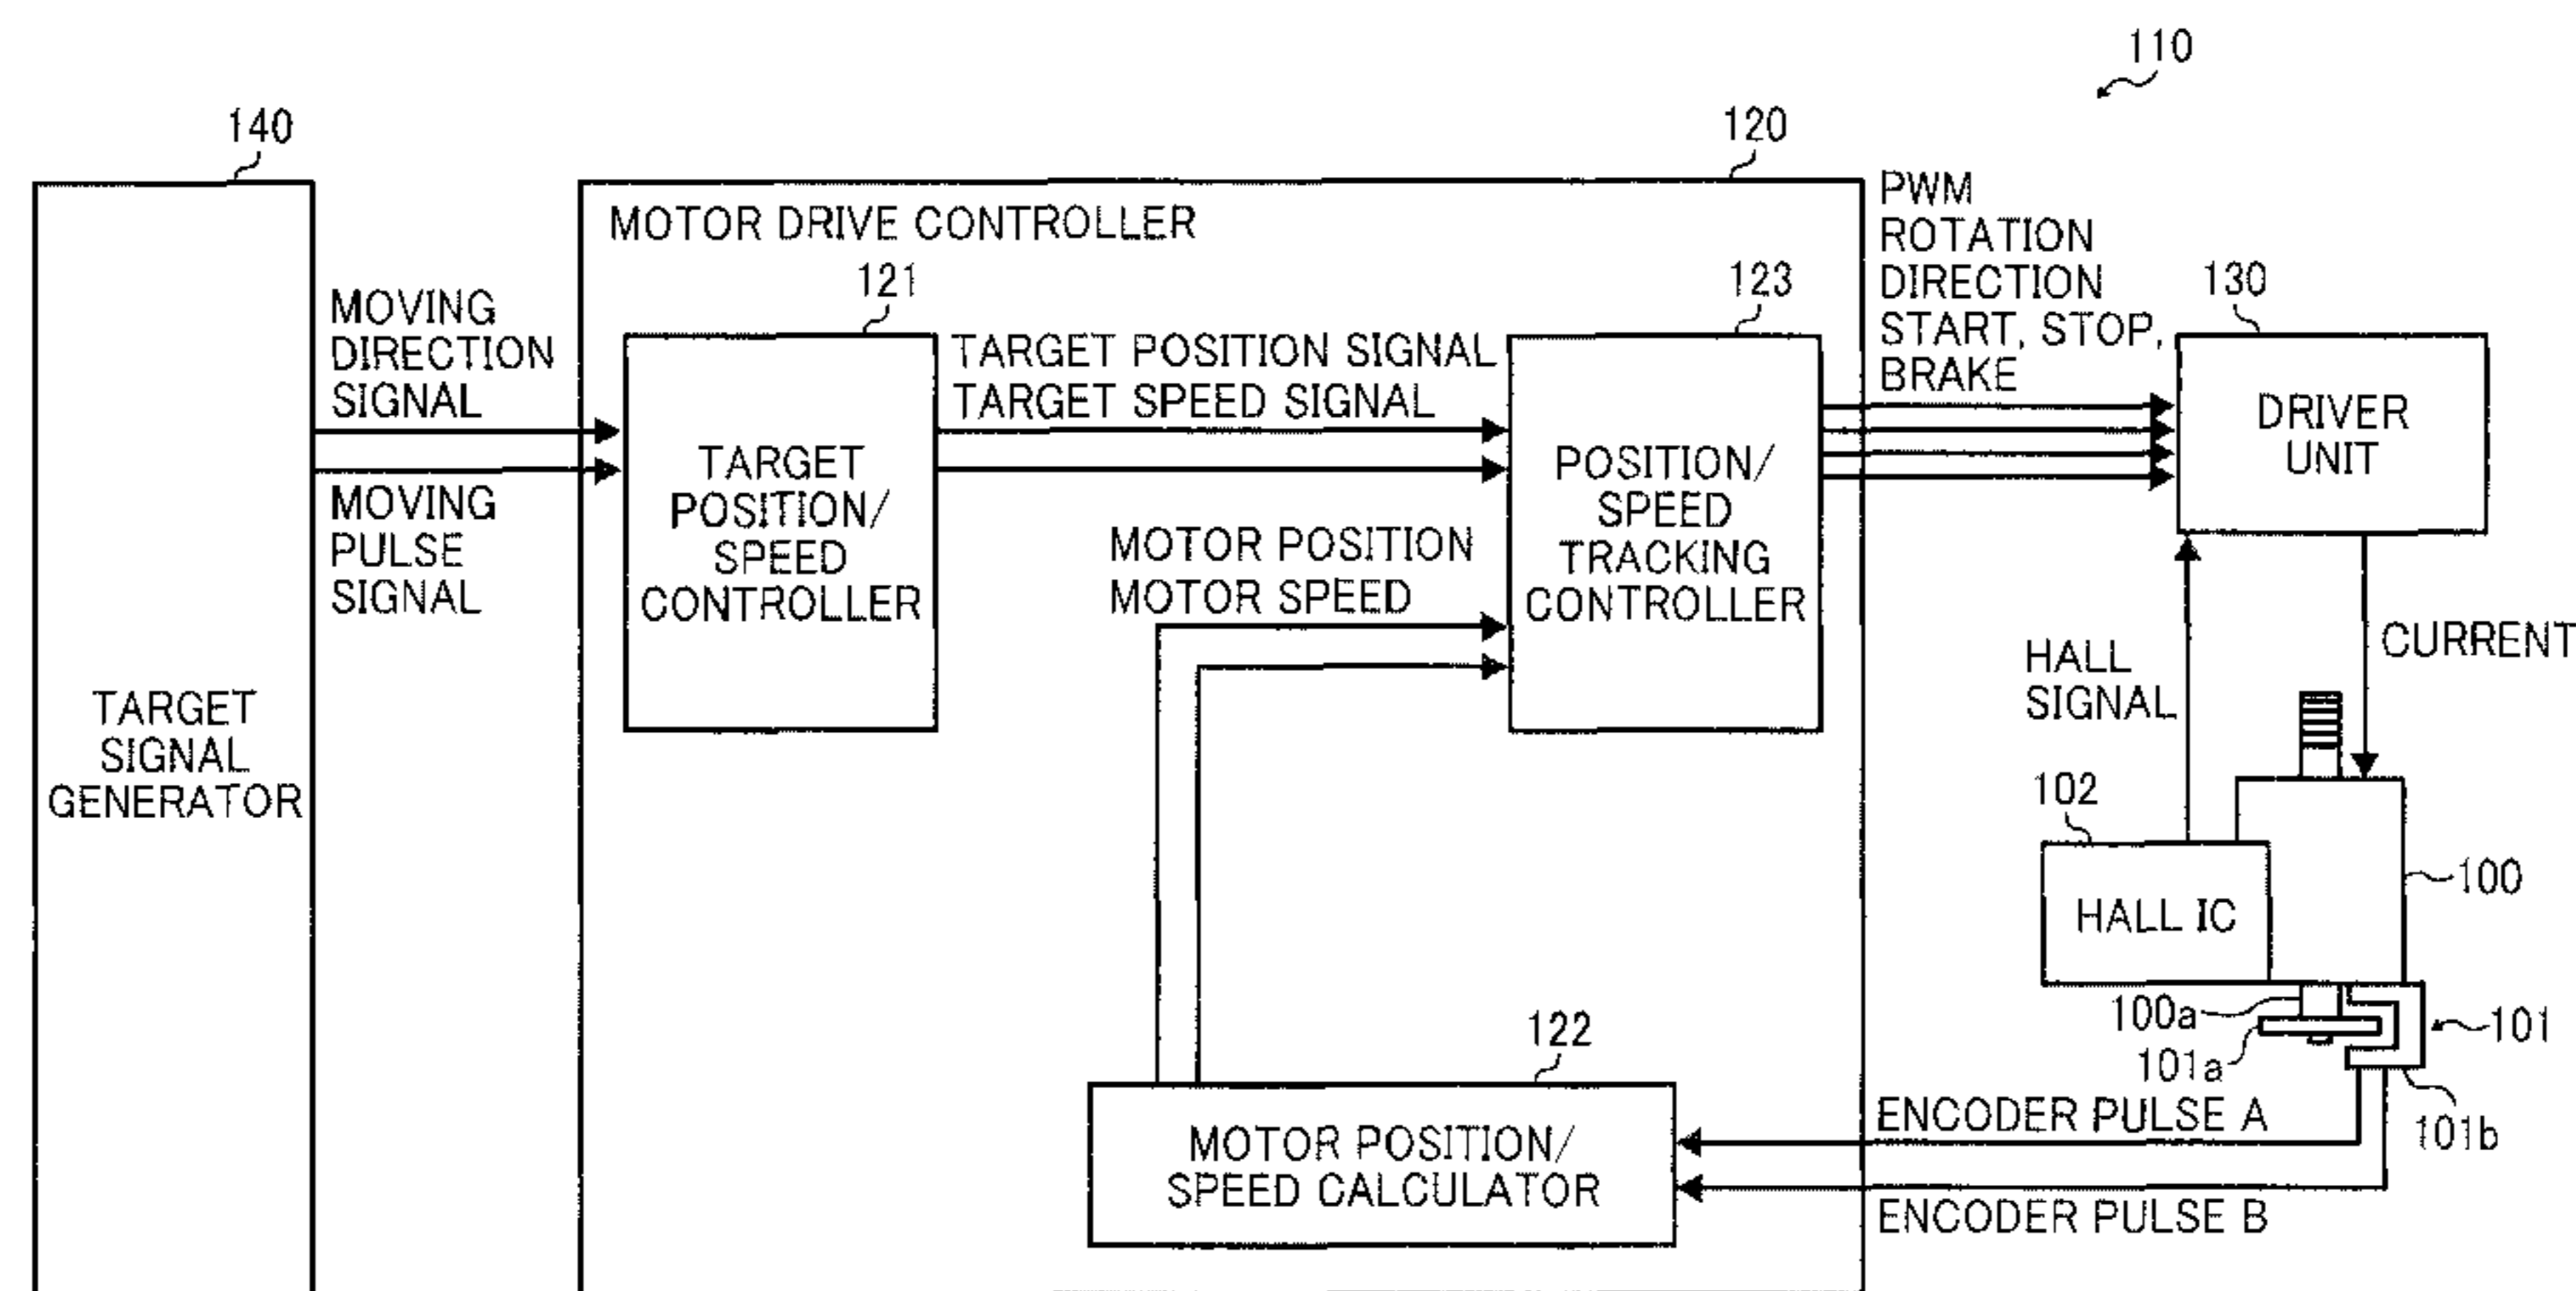 110
140
120
PWM
ROTATION
DIRECTION
START, STOP,
BRAKE
MOTOR DRIVE CONTROLLER
121
123
130
MOVING
DIRECTION
SIGNAL
TARGET POSITION SIGNAL
TARGET SPEED SIGNAL
DRIVER
UNIT
TARGET
POSITION/
SPEED
CONTROLLER
POSITION/
SPEED
TRACKING
CONTROLLER
MOVING
PULSE
SIGNAL
MOTOR POSITION
MOTOR SPEED
HALL
SIGNAL
CURRENT
TARGET
SIGNAL
GENERATOR
102
100
HALL IC
100a
101
101a
101b
122
MOTOR POSITION/
SPEED CALCULATOR
ENCODER PULSE A
ENCODER PULSE B